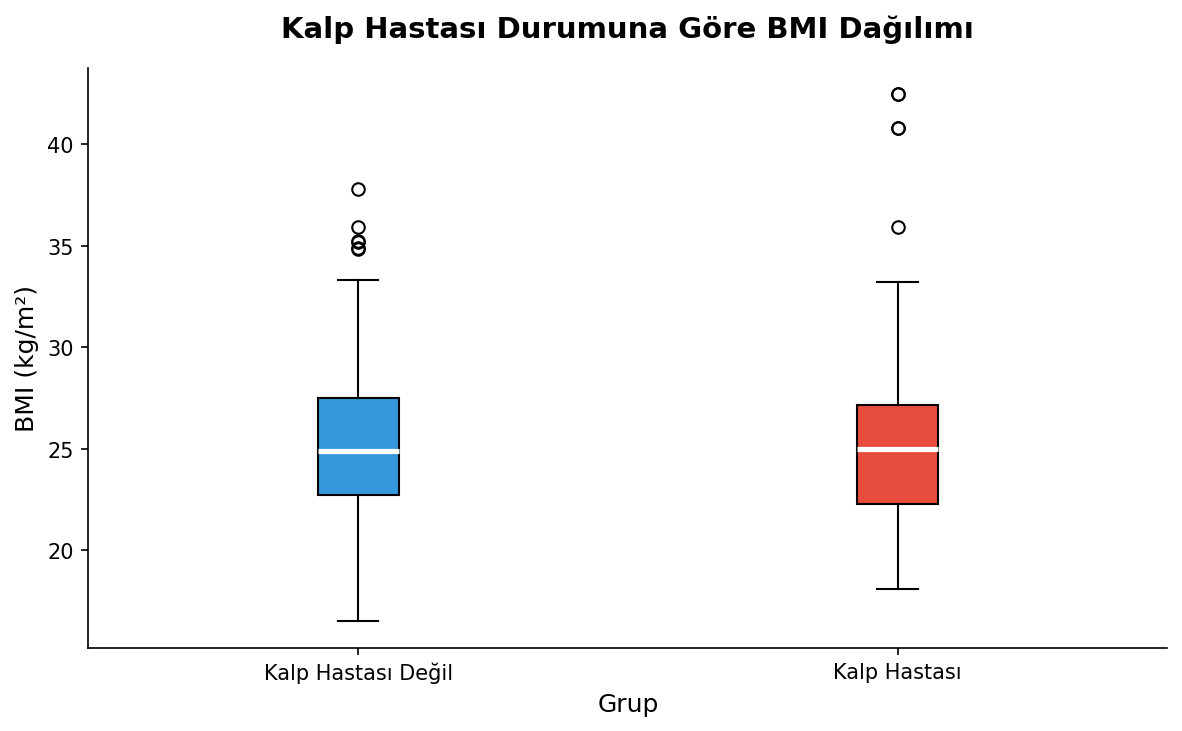 Kalp Hastası Durumuna Göre BMI Dağılımı
BMI (kg/m²)
40
35
30
25
20
Kalp Hastası Değil
Kalp Hastası
Grup